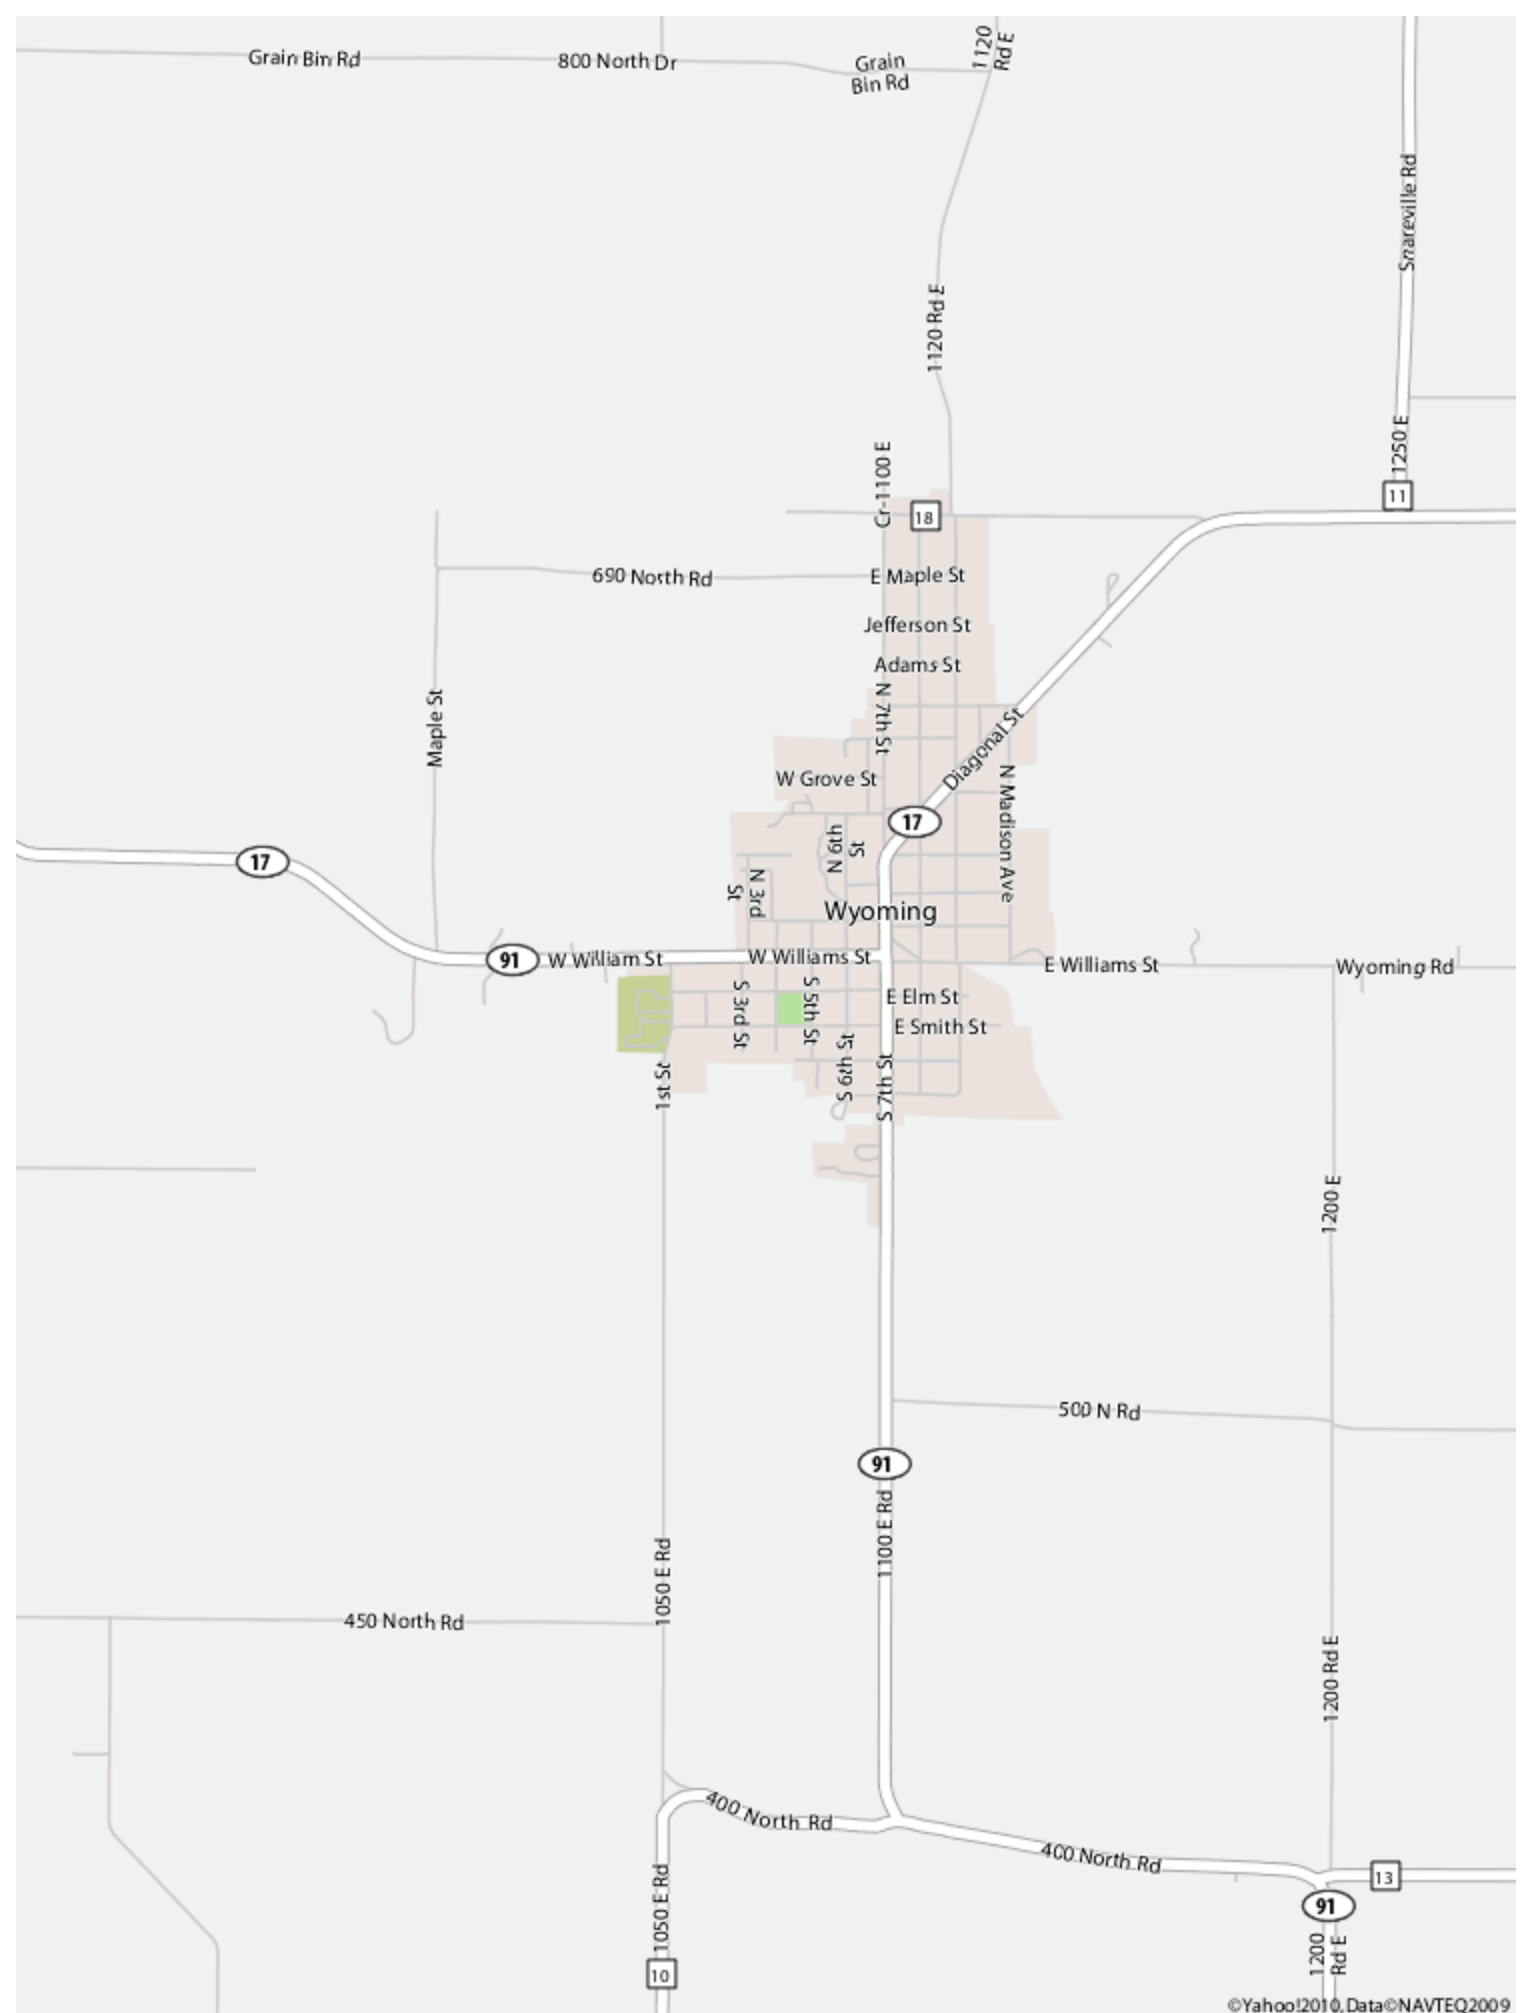 1120
Rd E
Grain Bin Rd
800 North Dr
Grain
Bin Rd
Snareville Rd
1120 Rd E
1250 E
11
Cr-1100 E
18
690 North Rd
E Maple St
Jefferson St
Adams St
N 7th St
Maple St
Diagonal St
W Grove St
N Madison Ave
17
N 6th
St
17
N 3rd
St
Wyoming
91
W William St
W Williams St
E Williams St
Wyoming Rd
S 3rd St
S 5th St
E Elm St
E Smith St
1st St
S 6th St
S 7th St
1200 E
500 N Rd
91
1100 E Rd
1050 E Rd
450 North Rd
1200 Rd E
400 North Rd
400 North Rd
13
91
1050 E Rd
1200
Rd E
10
©Yahoo!2010, Data©NAVTEQ2009